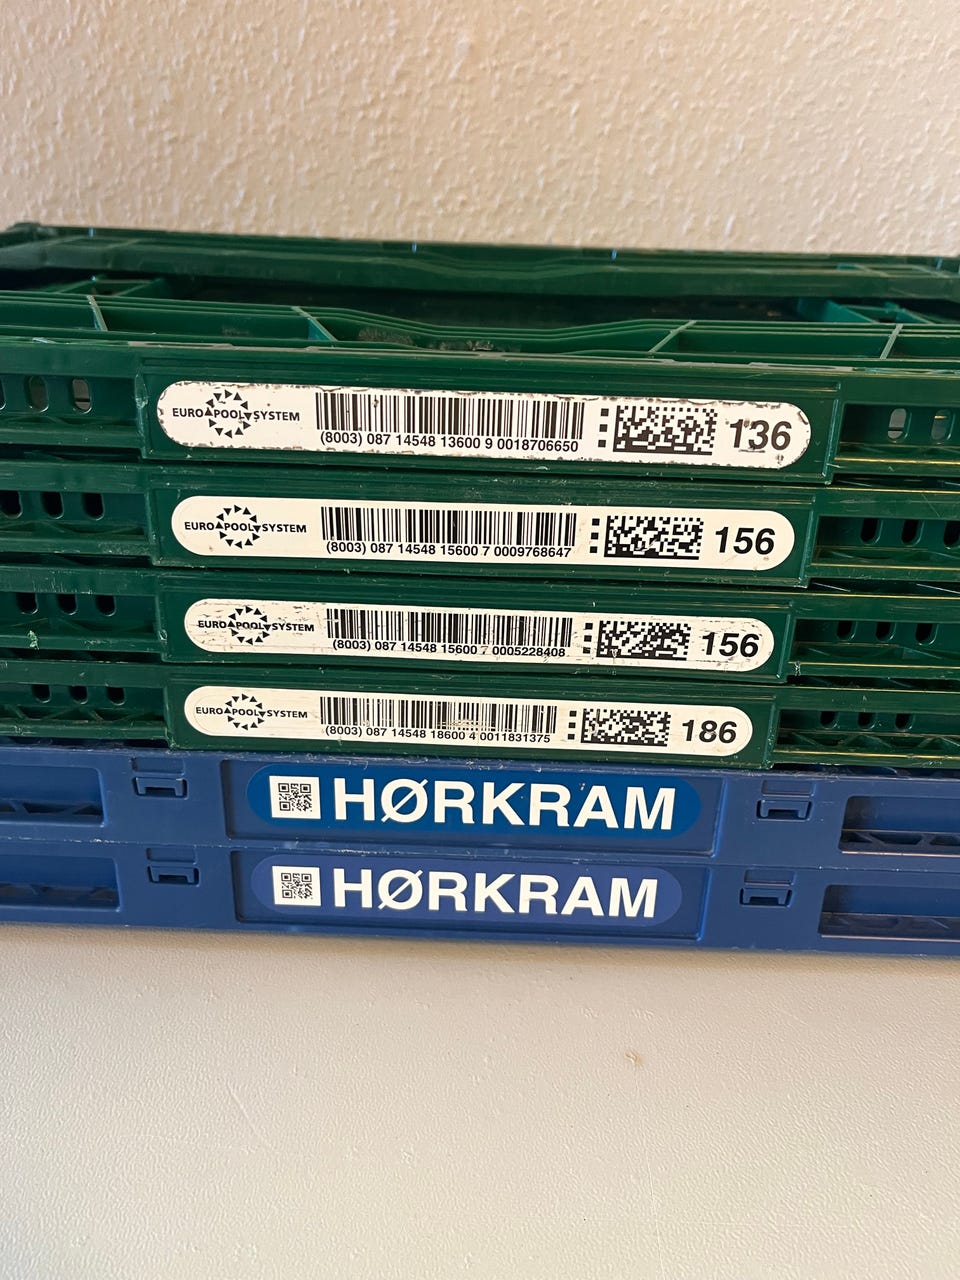 EURO POOL SYSTEM
(8003) 087 14548 13600 9 0018706650
136
EURO POOL SYSTEM
(8003) 087 14548 15600 7 0009768647
156
EURO POOL SYSTEM
(8003) 087 14548 15600 7 0005228408
156
EURO POOL SYSTEM
(8003) 087 14548 18600 4 0011831375
186
HØRKRAM
HØRKRAM